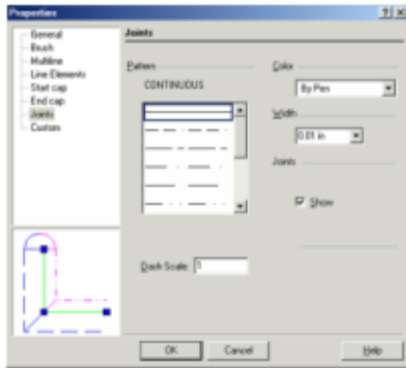 Properties
General
Brush
Multiline
Line Elements
Start cap
End cap
Joints
Custom
Joints
Pattern
CONTINUOUS
Dash Scale: 1
Color
By Pen
Width
0.01 in
Joints
Show
OK
Cancel
Help